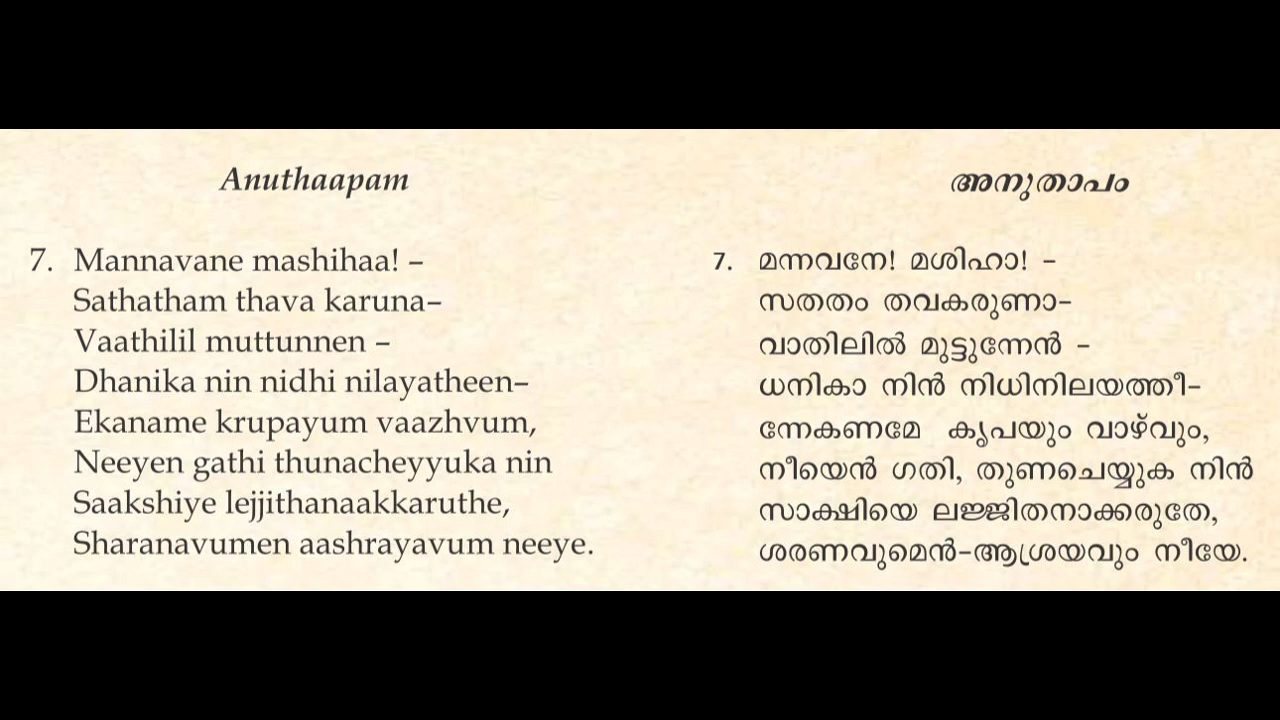 Anuthaapam
7. Mannavane mashihaa! –
Sathatham thava karuna–
Vaathilil muttunnen –
Dhanika nin nidhi nilayatheen–
Ekaname krupayum vaazhvum,
Neeyen gathi thunacheyyuka nin
Saakshiye lejjithanaakkaruthe,
Sharanavumen aashrayavum neeye.
അനുതാപം
7. മന്നവനേ! മശിഹാ! –
സതതം തവകരുണാ–
വാതിലിൽ മുട്ടുന്നേൻ –
ധനികാ നിൻ നിധിനിലയത്തീ–
ന്നേകണമേ കൃപയും വാഴ്‌വും,
നീയെൻ ഗതി, തുണചെയ്യുക നിൻ
സാക്ഷിയെ ലജ്ജിതനാക്കരുതേ,
ശരണവുമെൻ–ആശ്രയവും നീയേ.